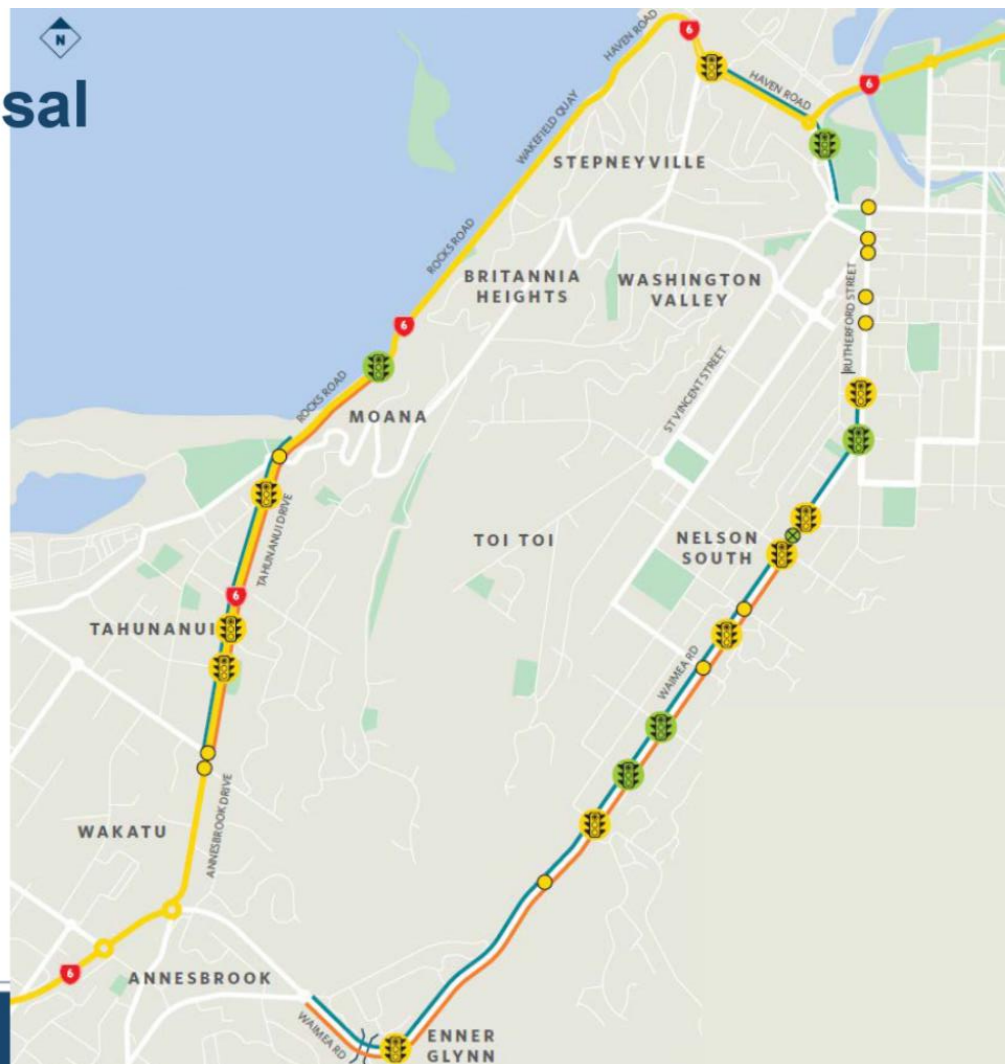 N
sal
HAVEN ROAD
6
HAVEN ROAD
6
WAKEFIELD QUAY
STEPNEYVILLE
ROCKS ROAD
BRITANNIA
HEIGHTS
WASHINGTON
VALLEY
RUTHERFORD STREET
6
ROCKS ROAD
MOANA
ST VINCENT STREET
TAHUNANUI DRIVE
TOI TOI
NELSON
SOUTH
6
TAHUNANUI
WAIMEA RD
ANNESBROOK DRIVE
WAKATU
6
ANNESBROOK
WAIMEA RD
ENNER
GLYNN